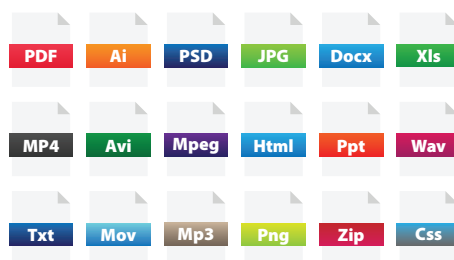 PDF Ai PSD JPG Docx Xls
MP4 Avi Mpeg Html Ppt Wav
Txt Mov Mp3 Png Zip Css